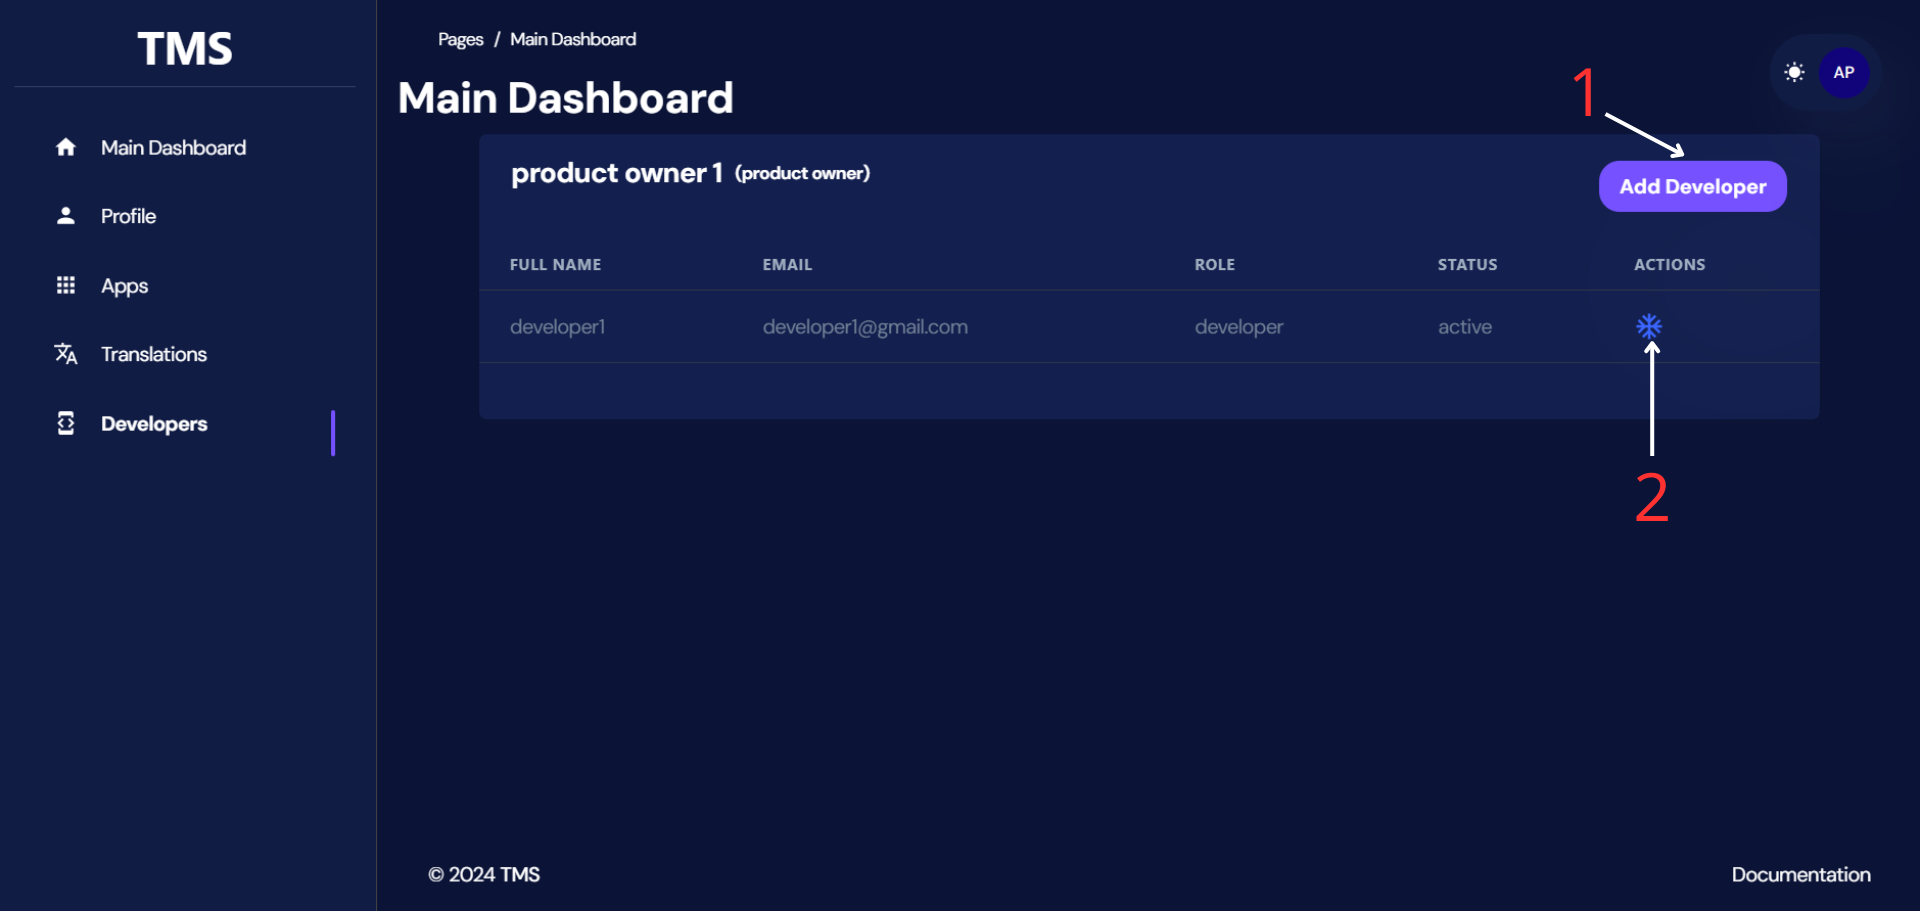 TMS
Main Dashboard
Profile
Apps
Translations
Developers
Pages / Main Dashboard
Main Dashboard
AP
1
product owner 1 (product owner)
Add Developer
FULL NAME EMAIL ROLE STATUS ACTIONS
developer1 developer1@gmail.com developer active
2
© 2024 TMS
Documentation